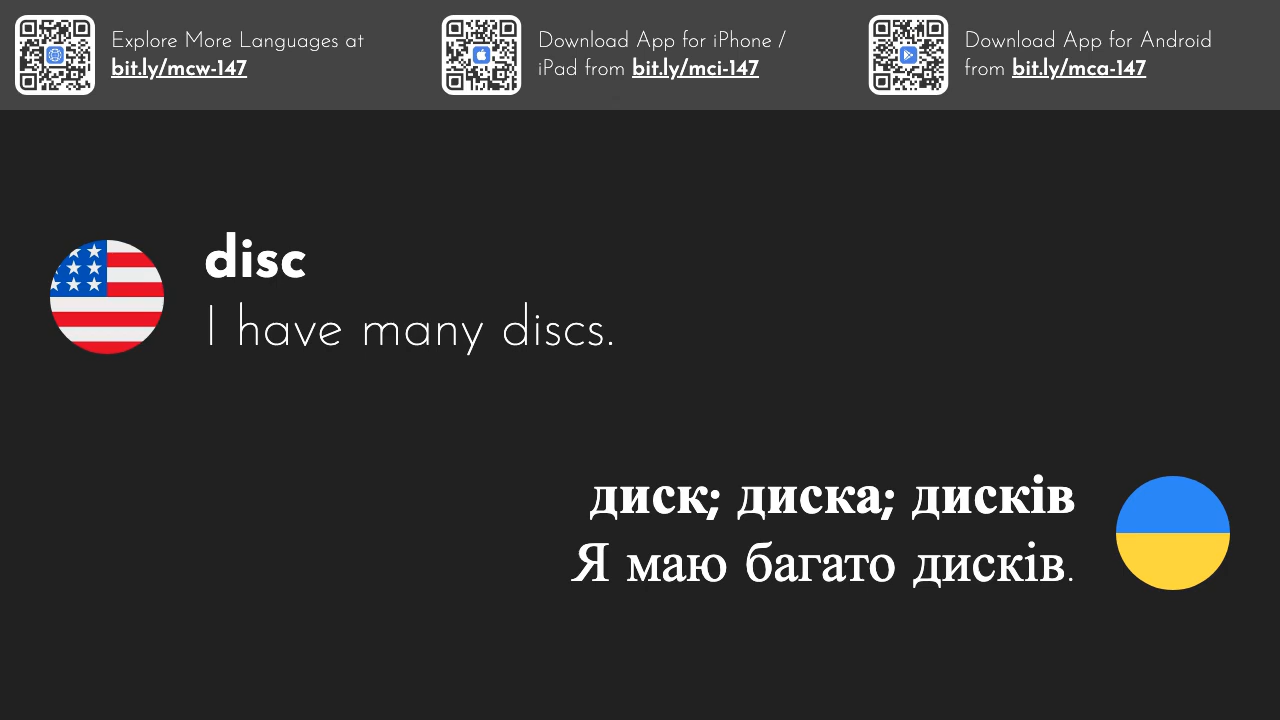 Explore More Languages at
bit.ly/mcw-147
Download App for iPhone /
iPad from bit.ly/mci-147
Download App for Android
from bit.ly/mca-147
disc
I have many discs.
диск; диска; дисків
Я маю багато дисків.